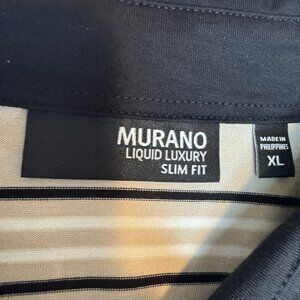 MURANO
LIQUID LUXURY
SLIM FIT
MADE IN
PHILIPPINES
XL